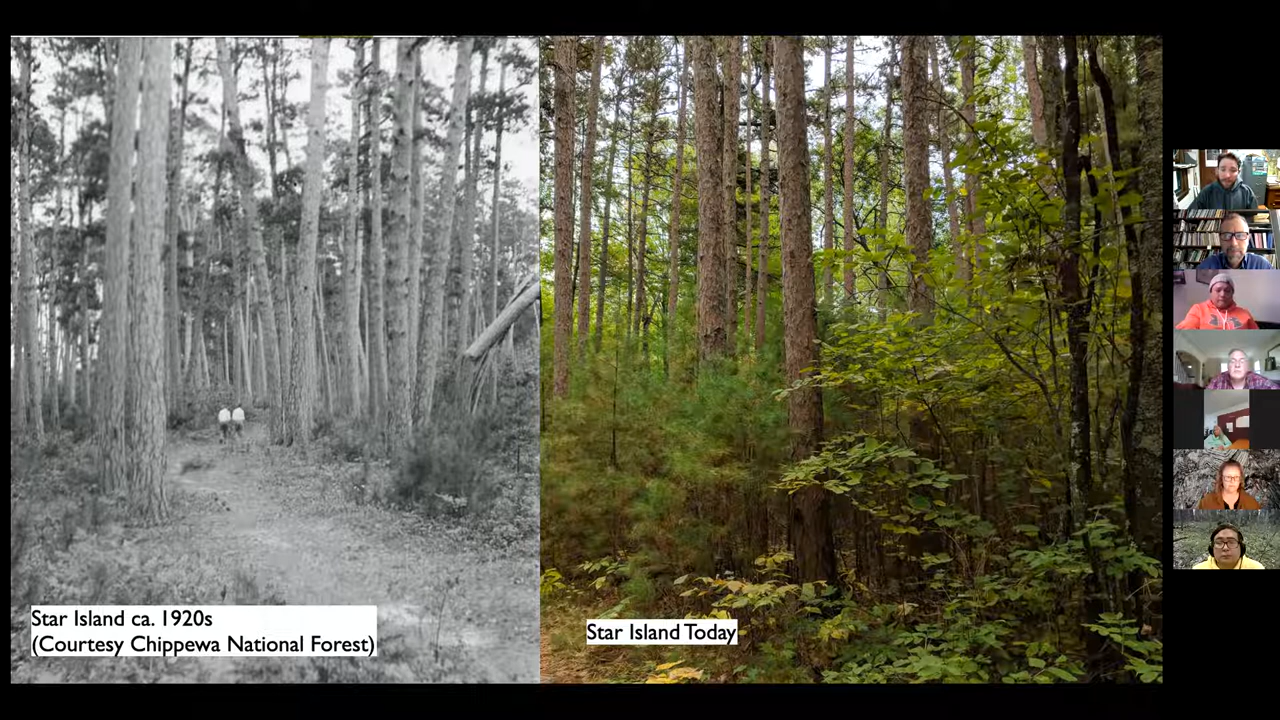 Star Island ca. 1920s
(Courtesy Chippewa National Forest)
Star Island Today